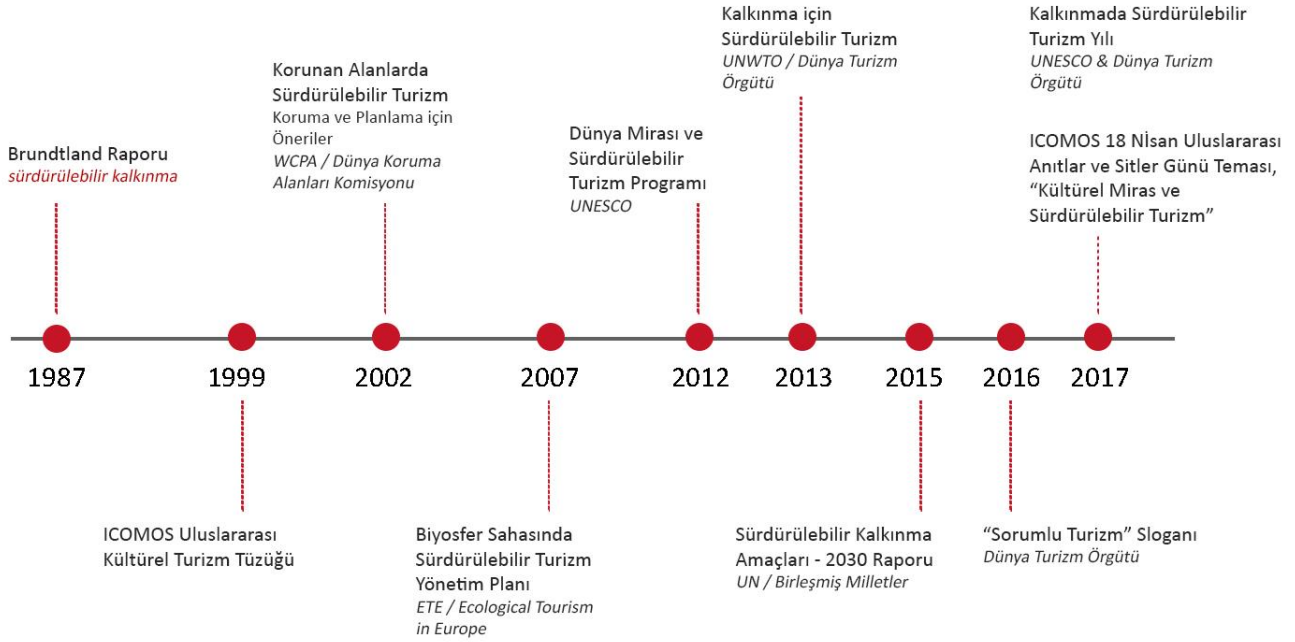 Brundtland Raporu
sürdürülebilir kalkınma
1987
ICOMOS Uluslararası
Kültürel Turizm Tüzüğü
1999
Korunan Alanlarda
Sürdürülebilir Turizm
Koruma ve Planlama için
Öneriler
WCPA / Dünya Koruma
Alanları Komisyonu
2002
Biyosfer Sahasında
Sürdürülebilir Turizm
Yönetim Planı
ETE / Ecological Tourism
in Europe
2007
Dünya Mirası ve
Sürdürülebilir
Turizm Programı
UNESCO
2012
Kalkınma için
Sürdürülebilir Turizm
UNWTO / Dünya Turizm
Örgütü
2013
Sürdürülebilir Kalkınma
Amaçları - 2030 Raporu
UN / Birleşmiş Milletler
2015
“Sorumlu Turizm” Sloganı
Dünya Turizm Örgütü
2016
Kalkınmada Sürdürülebilir
Turizm Yılı
UNESCO & Dünya Turizm
Örgütü
ICOMOS 18 Nİsan Uluslararası
Anıtlar ve Sitler Günü Teması,
“Kültürel Miras ve
Sürdürülebilir Turizm”
2017